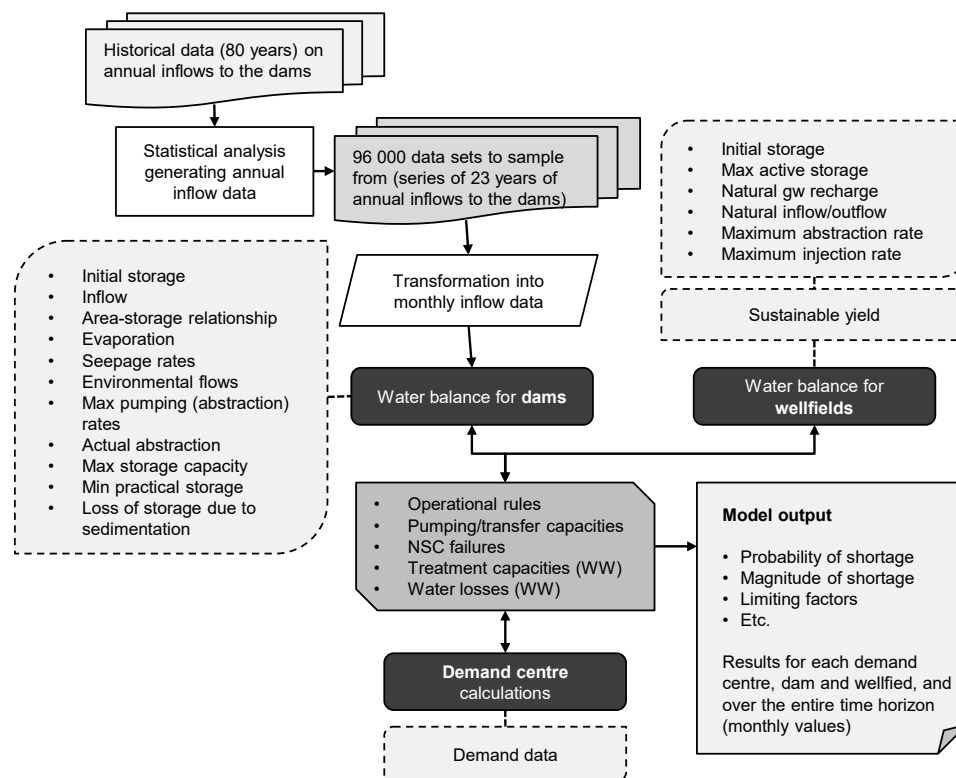 Historical data (80 years) on
annual inflows to the dams
Statistical analysis
generating annual
inflow data
96 000 data sets to sample
from (series of 23 years of
annual inflows to the dams)
• Initial storage
• Max active storage
• Natural gw recharge
• Natural inflow/outflow
• Maximum abstraction rate
• Maximum injection rate
Transformation into
monthly inflow data
Sustainable yield
• Initial storage
• Inflow
• Area-storage relationship
• Evaporation
• Seepage rates
• Environmental flows
• Max pumping (abstraction)
rates
• Actual abstraction
• Max storage capacity
• Min practical storage
• Loss of storage due to
sedimentation
Water balance for dams
Water balance for
wellfields
• Operational rules
• Pumping/transfer capacities
• NSC failures
• Treatment capacities (WW)
• Water losses (WW)
Model output
• Probability of shortage
• Magnitude of shortage
• Limiting factors
• Etc.
Results for each demand
centre, dam and wellfied, and
over the entire time horizon
(monthly values)
Demand centre
calculations
Demand data